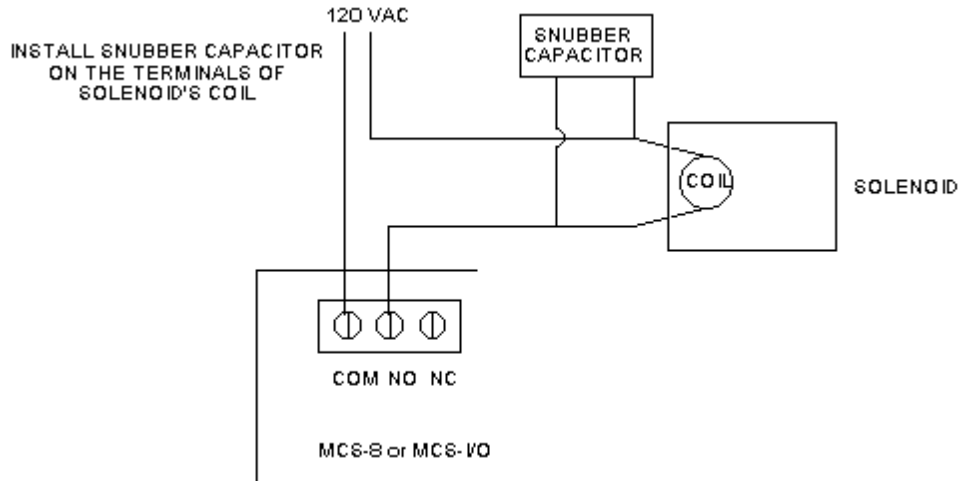 120 VAC
INSTALL SNUBBER CAPACITOR
ON THE TERMINALS OF
SOLENOID'S COIL
SNUBBER
CAPACITOR
COIL
SOLENOID
COM NO NC
MCS-8 or MCS-I/O